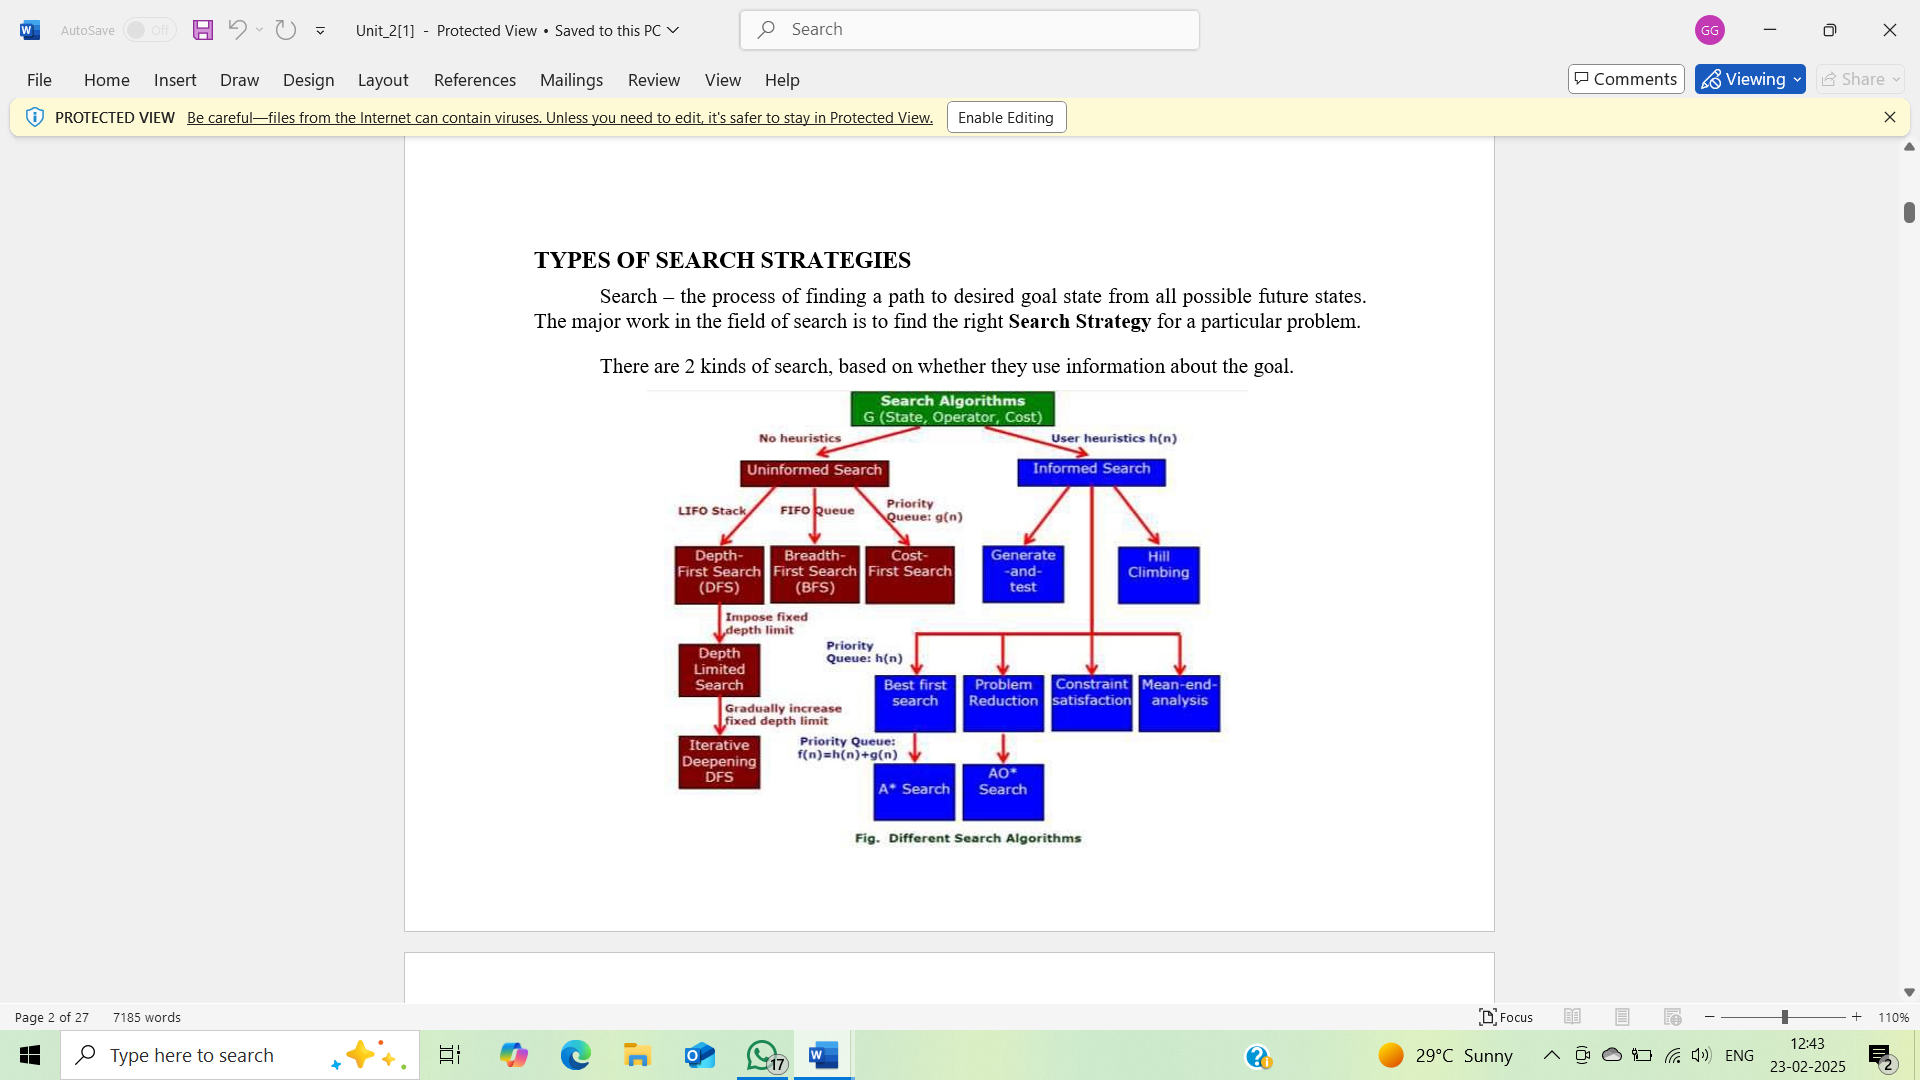 AutoSave Off Unit_2[1] - Protected View • Saved to this PC Search GG
File Home Insert Draw Design Layout References Mailings Review View Help Comments Viewing Share
PROTECTED VIEW Be careful—files from the Internet can contain viruses. Unless you need to edit, it's safer to stay in Protected View. Enable Editing
TYPES OF SEARCH STRATEGIES
Search – the process of finding a path to desired goal state from all possible future states.
The major work in the field of search is to find the right Search Strategy for a particular problem.
There are 2 kinds of search, based on whether they use information about the goal.
Search Algorithms
G (State, Operator, Cost)
No heuristics
User heuristics h(n)
Uninformed Search
Informed Search
LIFO Stack
FIFO Queue
Priority
Queue: g(n)
Depth-
First Search
(DFS)
Breadth-
First Search
(BFS)
Cost-
First Search
Generate
-and-
test
Hill
Climbing
Impose fixed
depth limit
Depth
Limited
Search
Priority
Queue: h(n)
Best first
search
Problem
Reduction
Constraint
satisfaction
Mean-end-
analysis
Gradually increase
fixed depth limit
Iterative
Deepening
DFS
Priority Queue:
f(n)=h(n)+g(n)
A* Search
AO*
Search
Fig. Different Search Algorithms
Page 2 of 27 7185 words Focus 110%
Type here to search 17 29°C Sunny ENG 12:43
23-02-2025 2